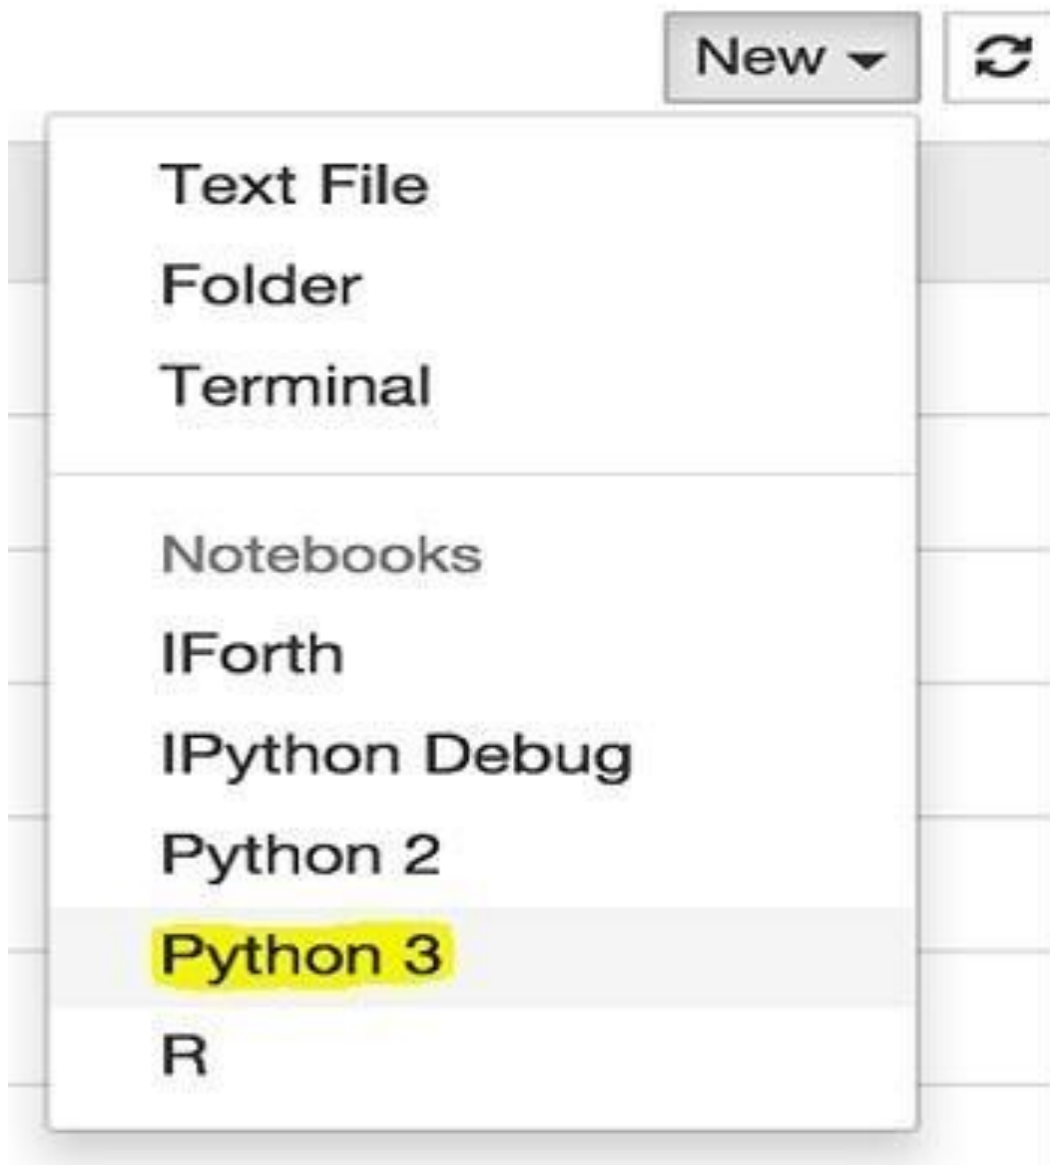 New
Text File
Folder
Terminal
Notebooks
IForth
IPython Debug
Python 2
Python 3
R